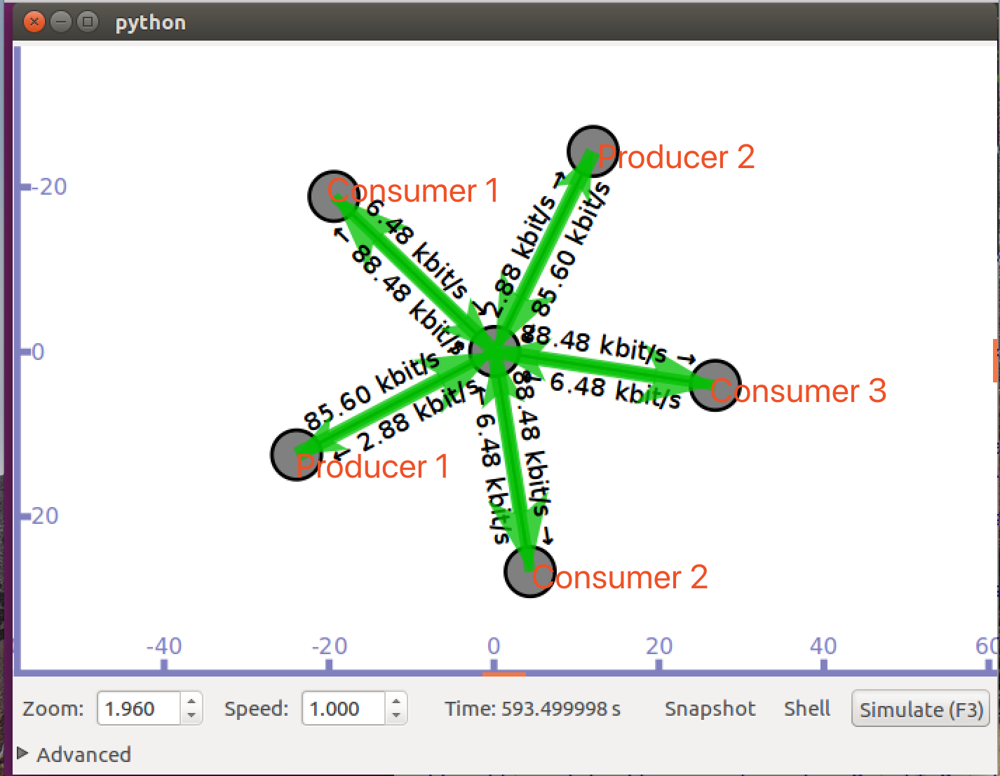 python
Producer 2
Consumer 1
-20
6.48 kbit/s →
← 88.48 kbit/s
2.88 kbit/s →
85.60 kbit/s
0
88.48 kbit/s →
← 6.48 kbit/s
Consumer 3
85.60 kbit/s
← 2.88 kbit/s
Producer 1
← 6.48 kbit/s
88.48 kbit/s →
20
Consumer 2
-40 -20 0 20 40 60
Zoom: 1.960 Speed: 1.000 Time: 593.499998 s Snapshot Shell Simulate (F3)
Advanced